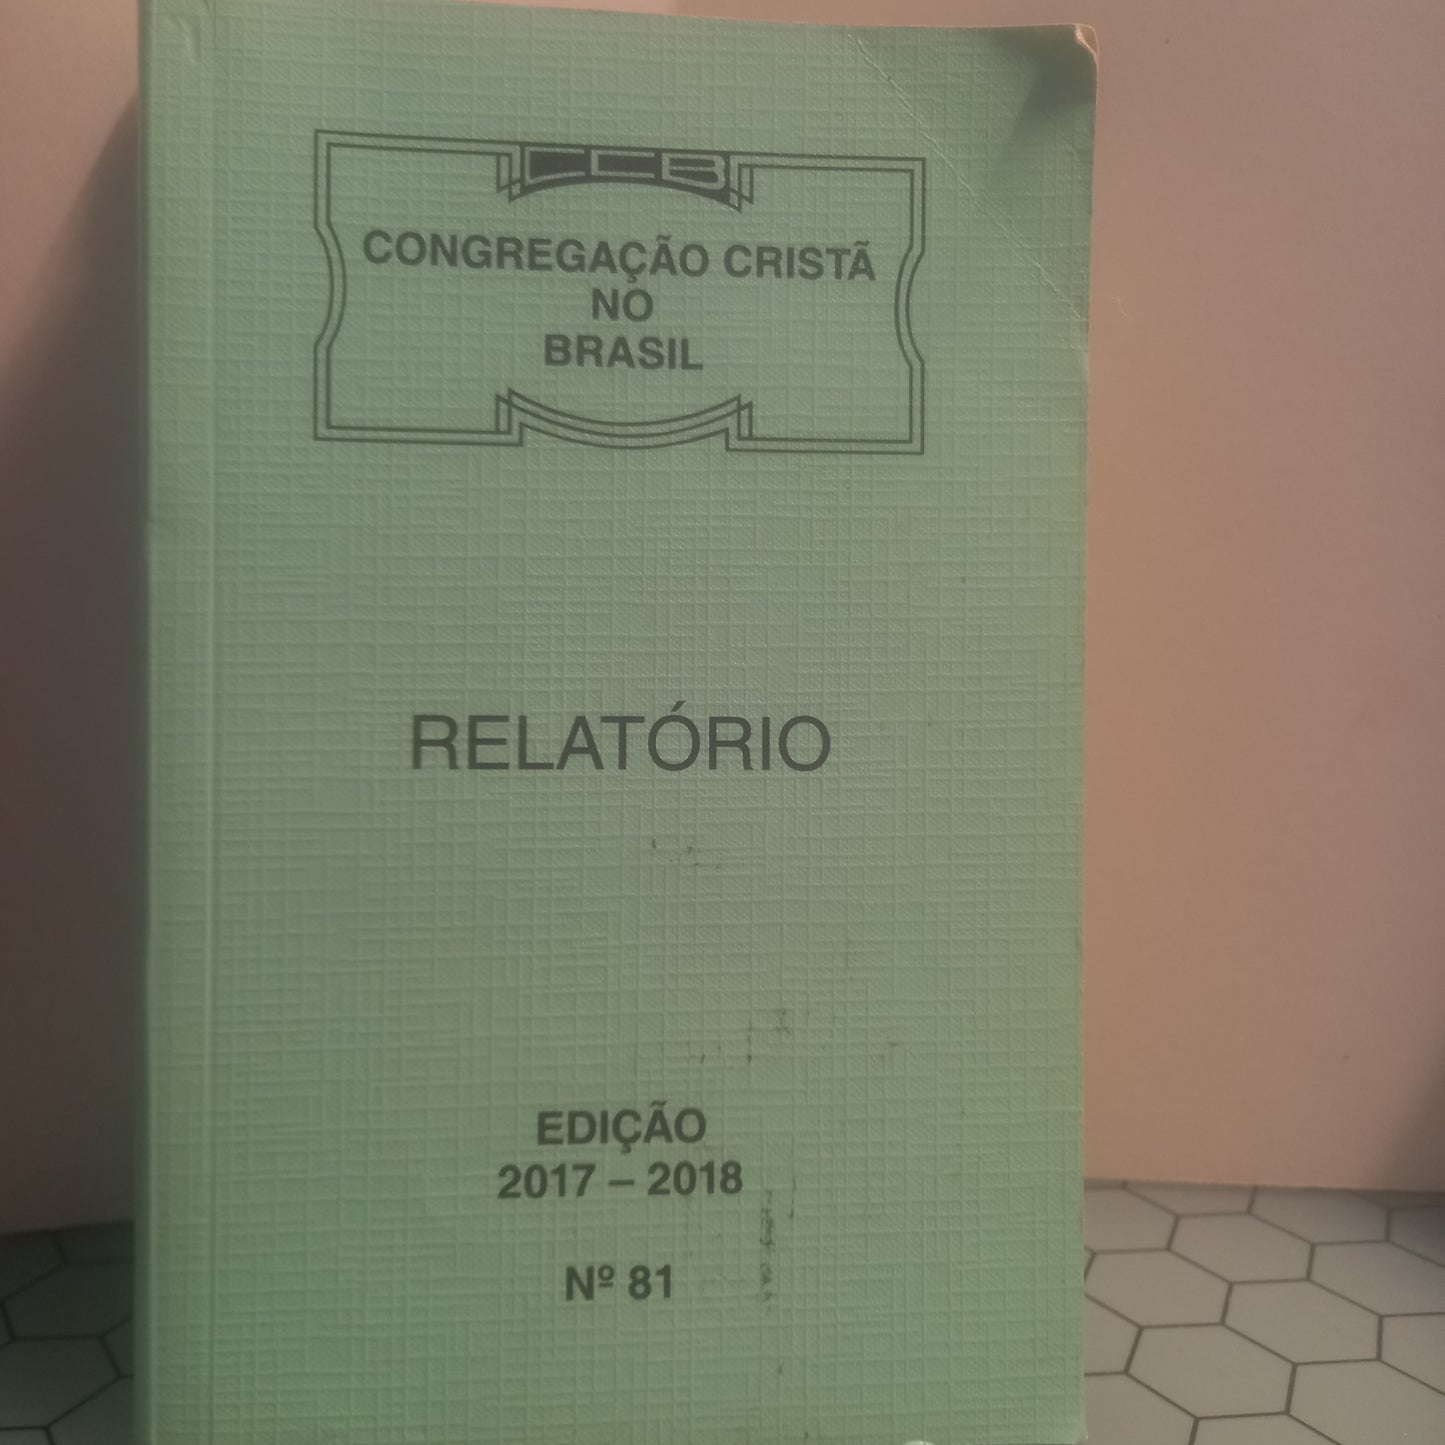 CCB
CONGREGAÇÃO CRISTÃ
NO
BRASIL
RELATÓRIO
EDIÇÃO
2017 – 2018
Nº 81